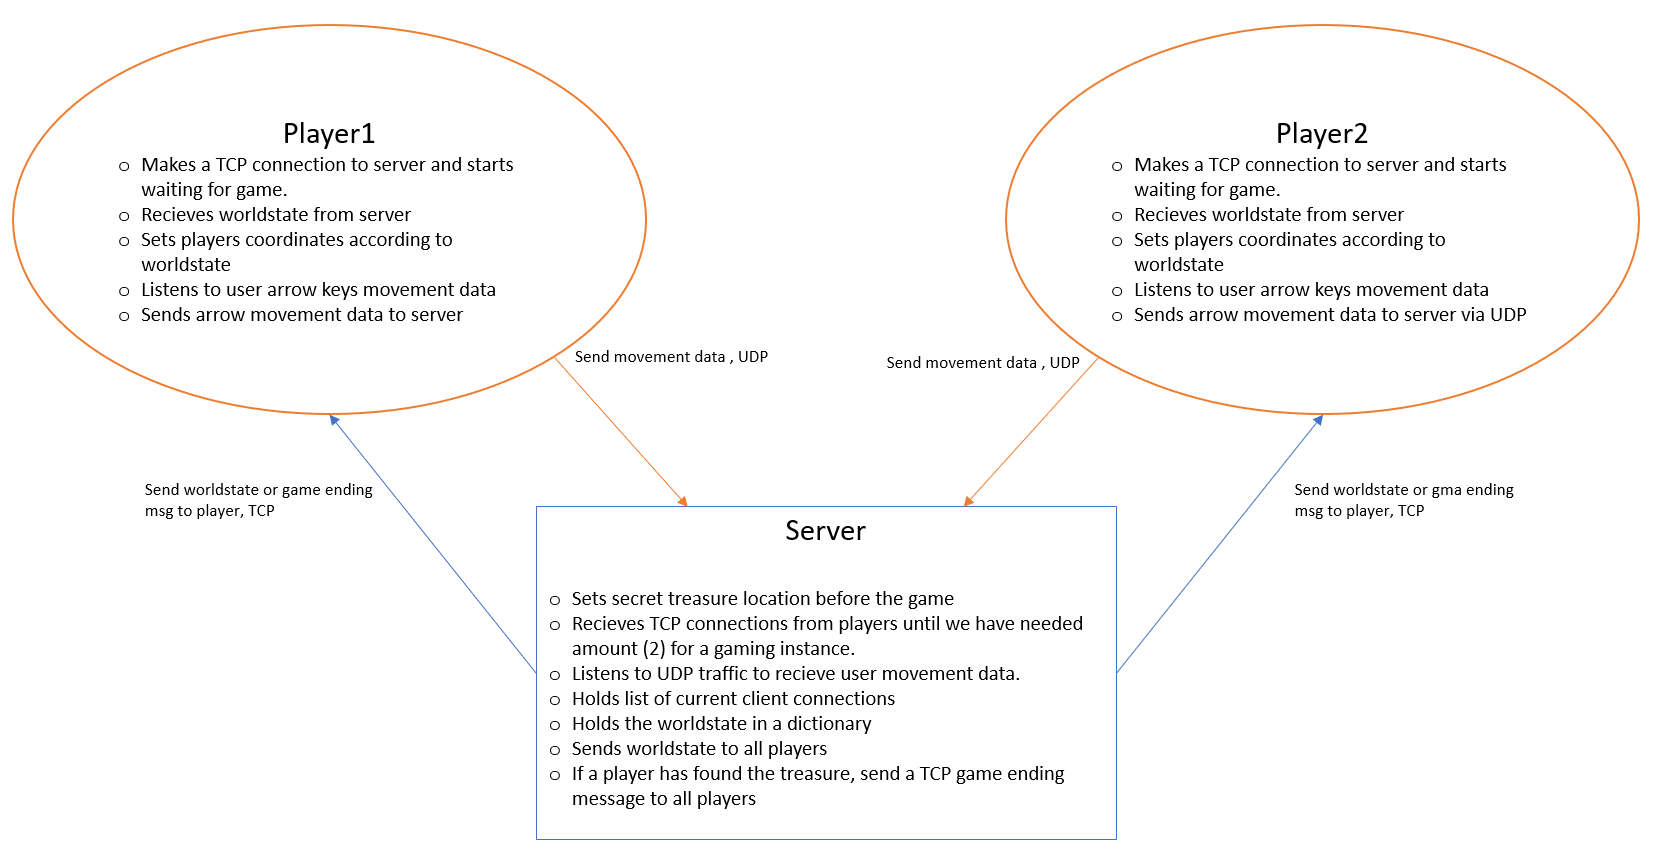 Player1
o Makes a TCP connection to server and starts
waiting for game.
o Recieves worldstate from server
o Sets players coordinates according to
worldstate
o Listens to user arrow keys movement data
o Sends arrow movement data to server
Player2
o Makes a TCP connection to server and starts
waiting for game.
o Recieves worldstate from server
o Sets players coordinates according to
worldstate
o Listens to user arrow keys movement data
o Sends arrow movement data to server via UDP
Send movement data , UDP
Send movement data , UDP
Send worldstate or game ending
msg to player, TCP
Send worldstate or gma ending
msg to player, TCP
Server
o Sets secret treasure location before the game
o Recieves TCP connections from players until we have needed
amount (2) for a gaming instance.
o Listens to UDP traffic to recieve user movement data.
o Holds list of current client connections
o Holds the worldstate in a dictionary
o Sends worldstate to all players
o If a player has found the treasure, send a TCP game ending
message to all players